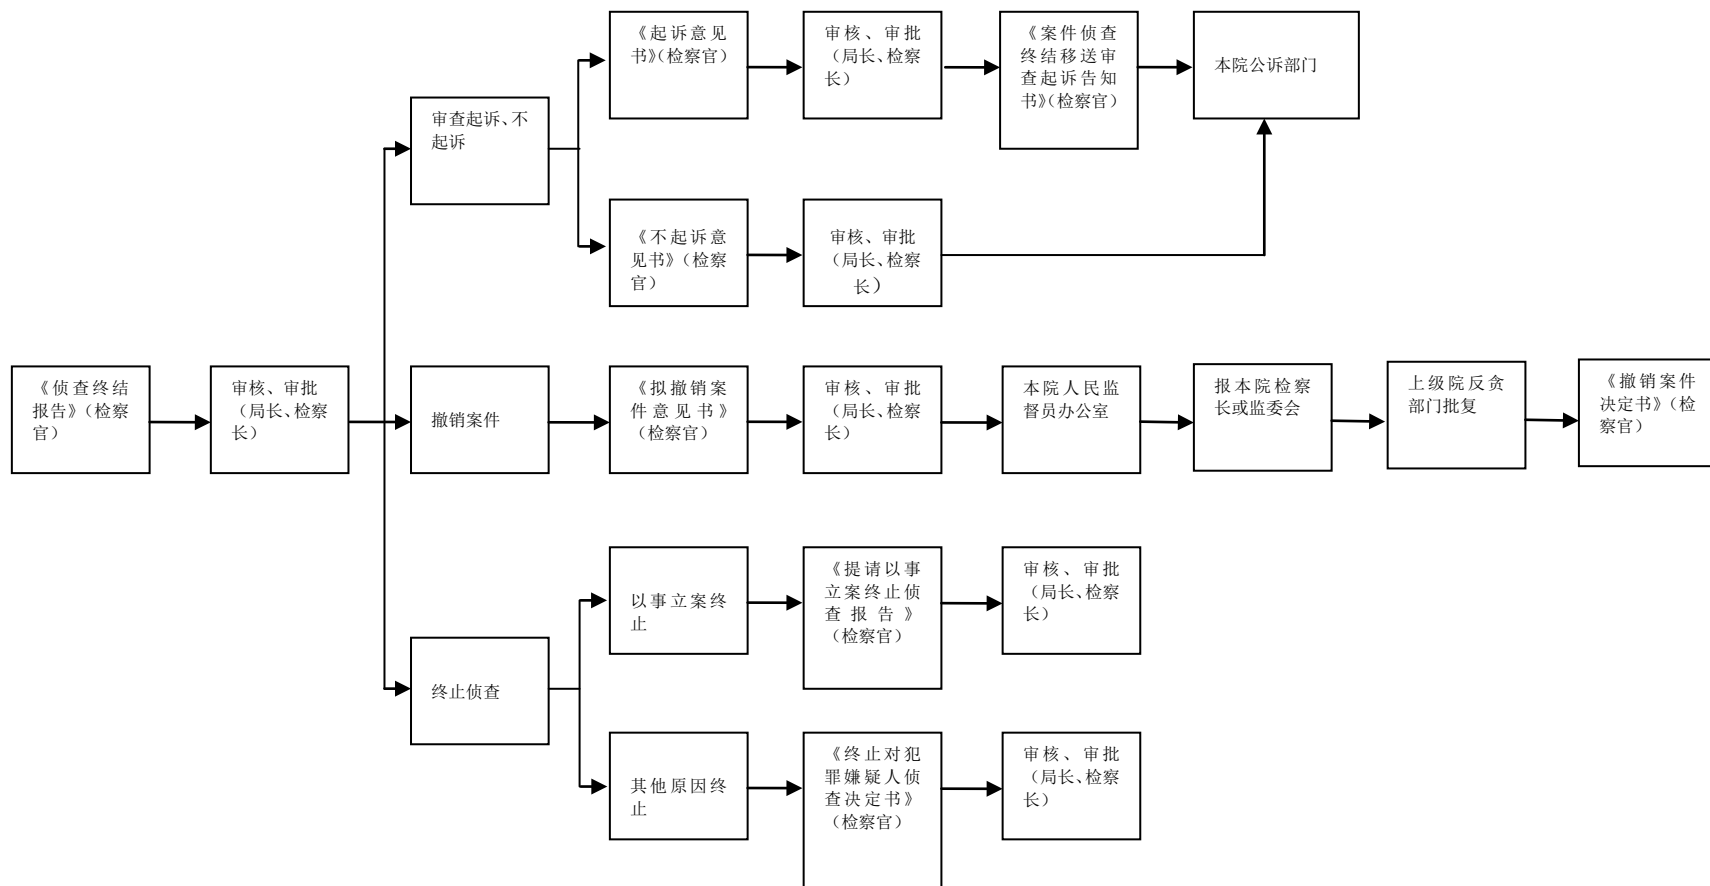 《起诉意见
书》（检察官）
审核、审批
（局长、检察
长）
《案件侦查
终结移送审
查起诉告知
书》（检察官）
本院公诉部门
审查起诉、不
起诉
《不起诉意
见书》（检察
官）
审核、审批
（局长、检察
长）
《侦查终结
报告》（检察
官）
审核、审批
（局长、检察
长）
撤销案件
《拟撤销案
件意见书》
（检察官）
审核、审批
（局长、检察
长）
本院人民监
督员办公室
报本院检察
长或监委会
上级院反贪
部门批复
《撤销案件
决定书》（检
察官）
以事立案终
止
《提请以事
立案终止侦
查报告》
（检察官）
审核、审批
（局长、检察
长）
终止侦查
其他原因终
止
《终止对犯
罪嫌疑人侦
查决定书》
（检察官）
审核、审批
（局长、检察
长）